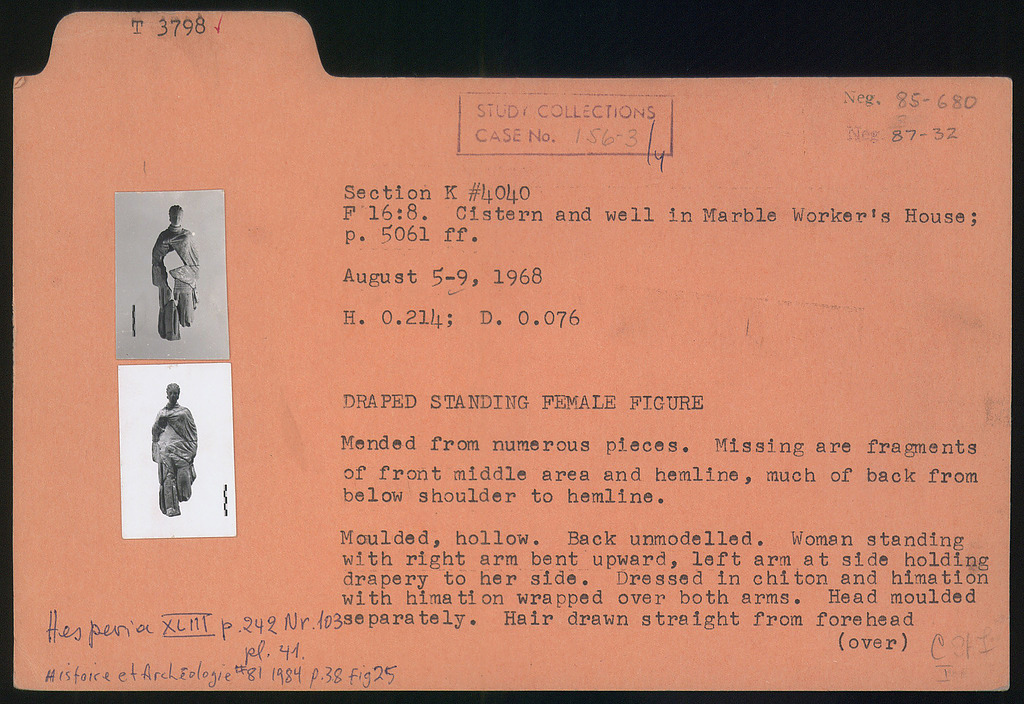 T 3798 ✓
Neg. 85-680
Neg. 87-32
STUDY COLLECTIONS
CASE No. 156-3/4
Section K #4040
F 16:8. Cistern and well in Marble Worker's House;
p. 5061 ff.
August 5-9, 1968
H. 0.214; D. 0.076
DRAPED STANDING FEMALE FIGURE
Mended from numerous pieces. Missing are fragments
of front middle area and hemline, much of back from
below shoulder to hemline.
Moulded, hollow. Back unmodelled. Woman standing
with right arm bent upward, left arm at side holding
drapery to her side. Dressed in chiton and himation
with himation wrapped over both arms. Head moulded
separately. Hair drawn straight from forehead
(over)
Hesperia XLIII p. 242 Nr. 103
pl. 41.
Histoire et Archéologie #81 1984 p.38 fig 25